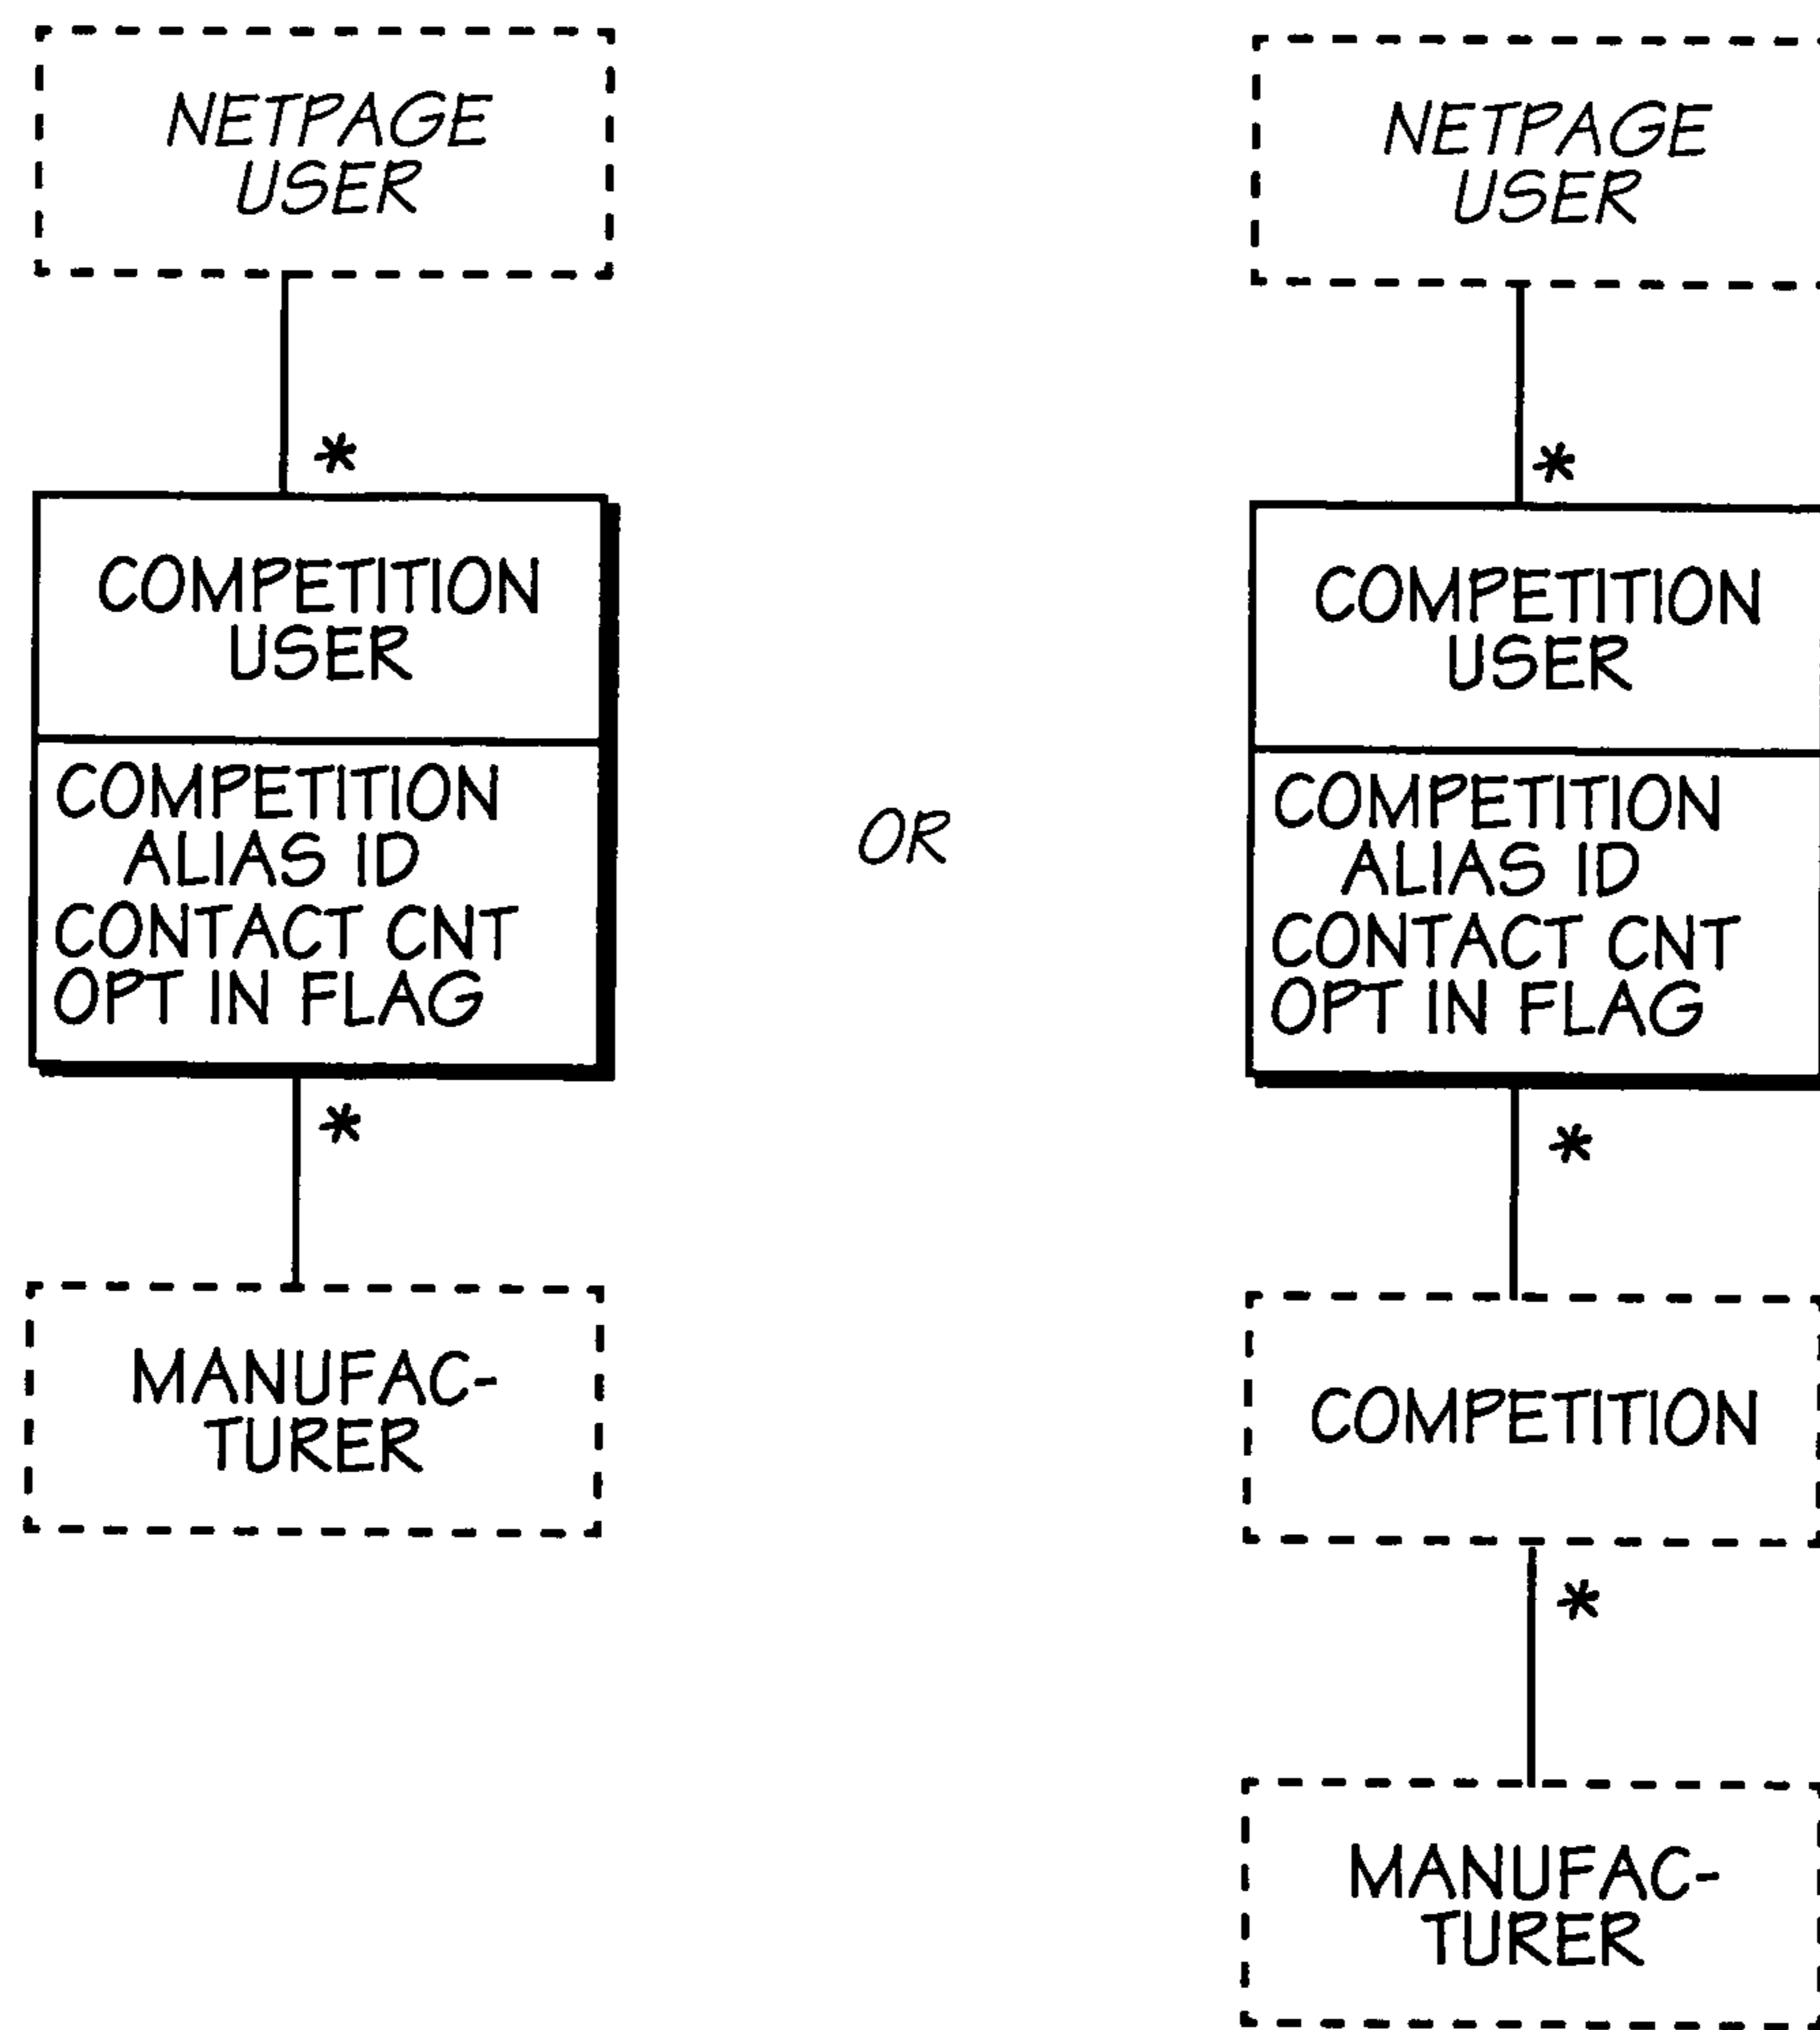 NETPAGE
USER
*
COMPETITION
USER
COMPETITION
ALIAS ID
CONTACT CNT
OPT IN FLAG
*
MANUFAC-
TURER
OR
NETPAGE
USER
*
COMPETITION
USER
COMPETITION
ALIAS ID
CONTACT CNT
OPT IN FLAG
*
COMPETITION
*
MANUFAC-
TURER